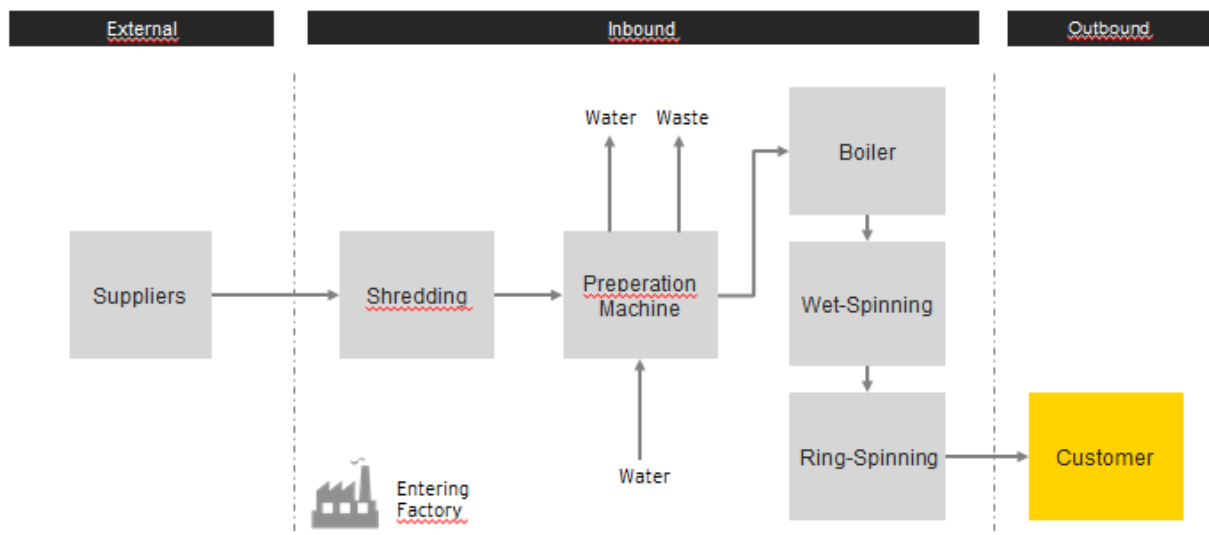 External
Inbound
Outbound
Water
Waste
Boiler
Suppliers
Shredding
Preperation
Machine
Wet-Spinning
Ring-Spinning
Customer
Water
Entering
Factory